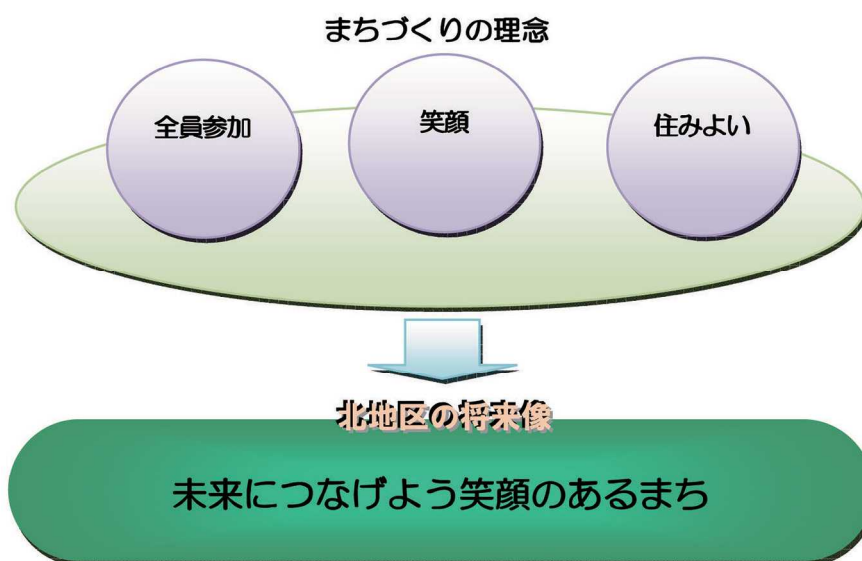 まちづくりの理念
全員参加
笑顔
住みよい
北地区の将来像
未来につなげよう笑顔のあるまち